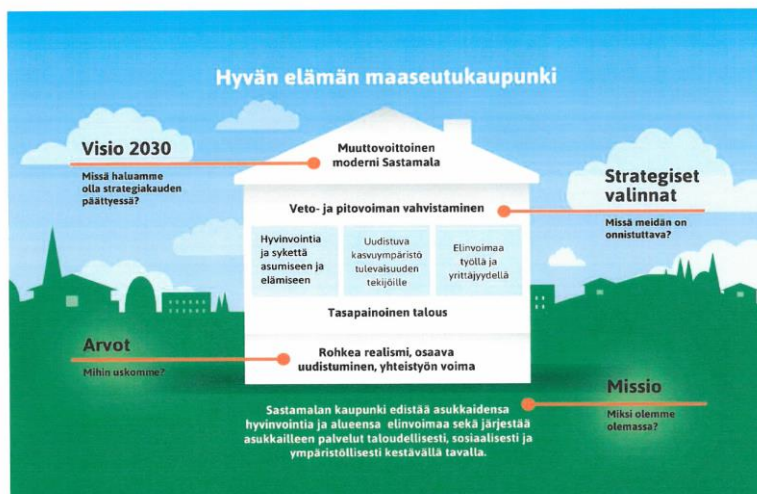 Hyvän elämän maaseutukaupunki
Visio 2030
Missä haluamme
olla strategiakauden
päättyessä?
Muuttovoittoinen
moderni Sastamala
Strategiset
valinnat
Missä meidän on
onnistuttava?
Veto- ja pitovoiman vahvistaminen
Hyvinvointia
ja sykettä
asumiseen ja
elämiseen
Uudistuva
kasvuympäristö
tulevaisuuden
tekijöille
Elinvoimaa
työllä ja
yrittäjyydellä
Tasapainoinen talous
Arvot
Mihin uskomme?
Rohkea realismi, osaava
uudistuminen, yhteistyön voima
Missio
Miksi olemme
olemassa?
Sastamalan kaupunki edistää asukkaidensa
hyvinvointia ja alueensa elinvoimaa sekä järjestää
asukkailleen palvelut taloudellisesti, sosiaalisesti ja
ympäristöllisesti kestävällä tavalla.